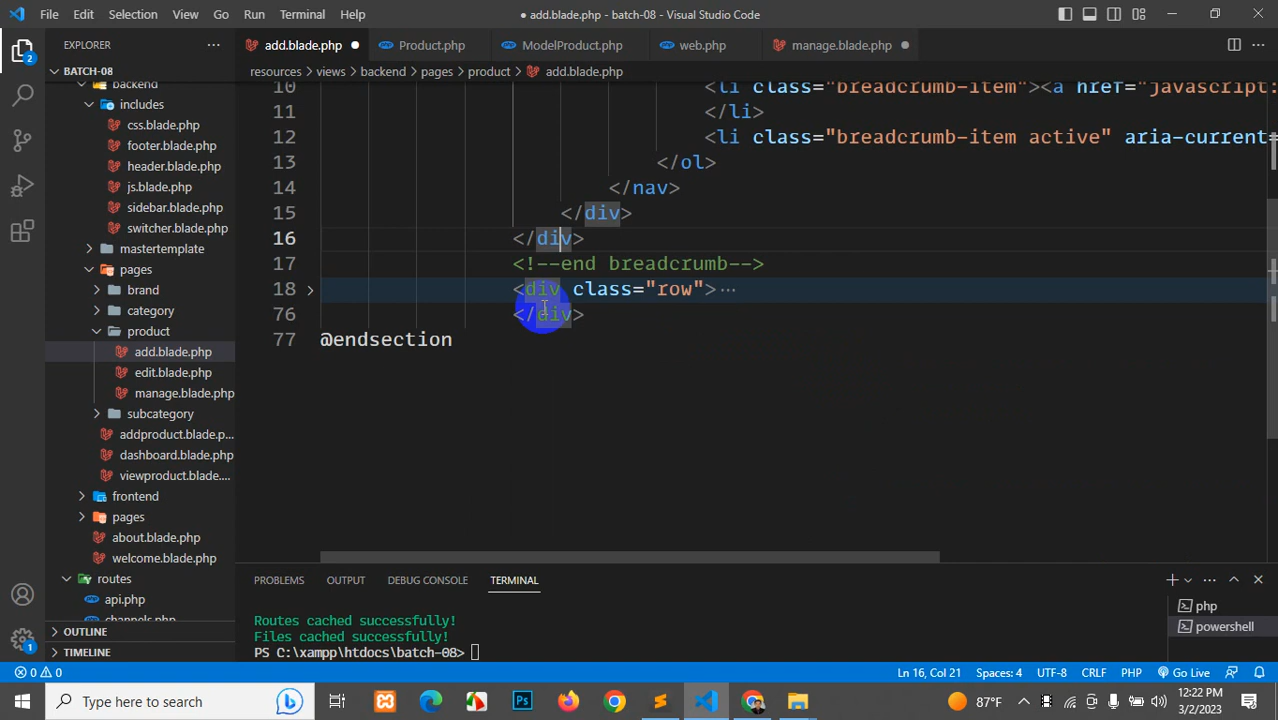 File Edit Selection View Go Run Terminal Help
● add.blade.php - batch-08 - Visual Studio Code
EXPLORER
add.blade.php
Product.php
ModelProduct.php
web.php
manage.blade.php
BATCH-08
resources > views > backend > pages > product > add.blade.php
backend
includes
css.blade.php
footer.blade.php
header.blade.php
js.blade.php
sidebar.blade.php
switcher.blade.php
mastertemplate
pages
brand
category
product
add.blade.php
edit.blade.php
manage.blade.php
subcategory
addproduct.blade.p...
dashboard.blade.php
viewproduct.blade....
frontend
pages
about.blade.php
welcome.blade.php
routes
api.php
channels.php
OUTLINE
TIMELINE
10 <li class="breadcrumb-item"><a href="javascript:
11 </li>
12 <li class="breadcrumb-item active" aria-current=
13 </ol>
14 </nav>
15 </div>
16 </div>
17 <!--end breadcrumb-->
18 <div class="row">...
76 </div>
77 @endsection
PROBLEMS OUTPUT DEBUG CONSOLE TERMINAL
Routes cached successfully!
Files cached successfully!
PS C:\xampp\htdocs\batch-08>
php
powershell
0 0
Ln 16, Col 21 Spaces: 4 UTF-8 CRLF PHP Go Live
Type here to search
87°F
12:22 PM
3/2/2023